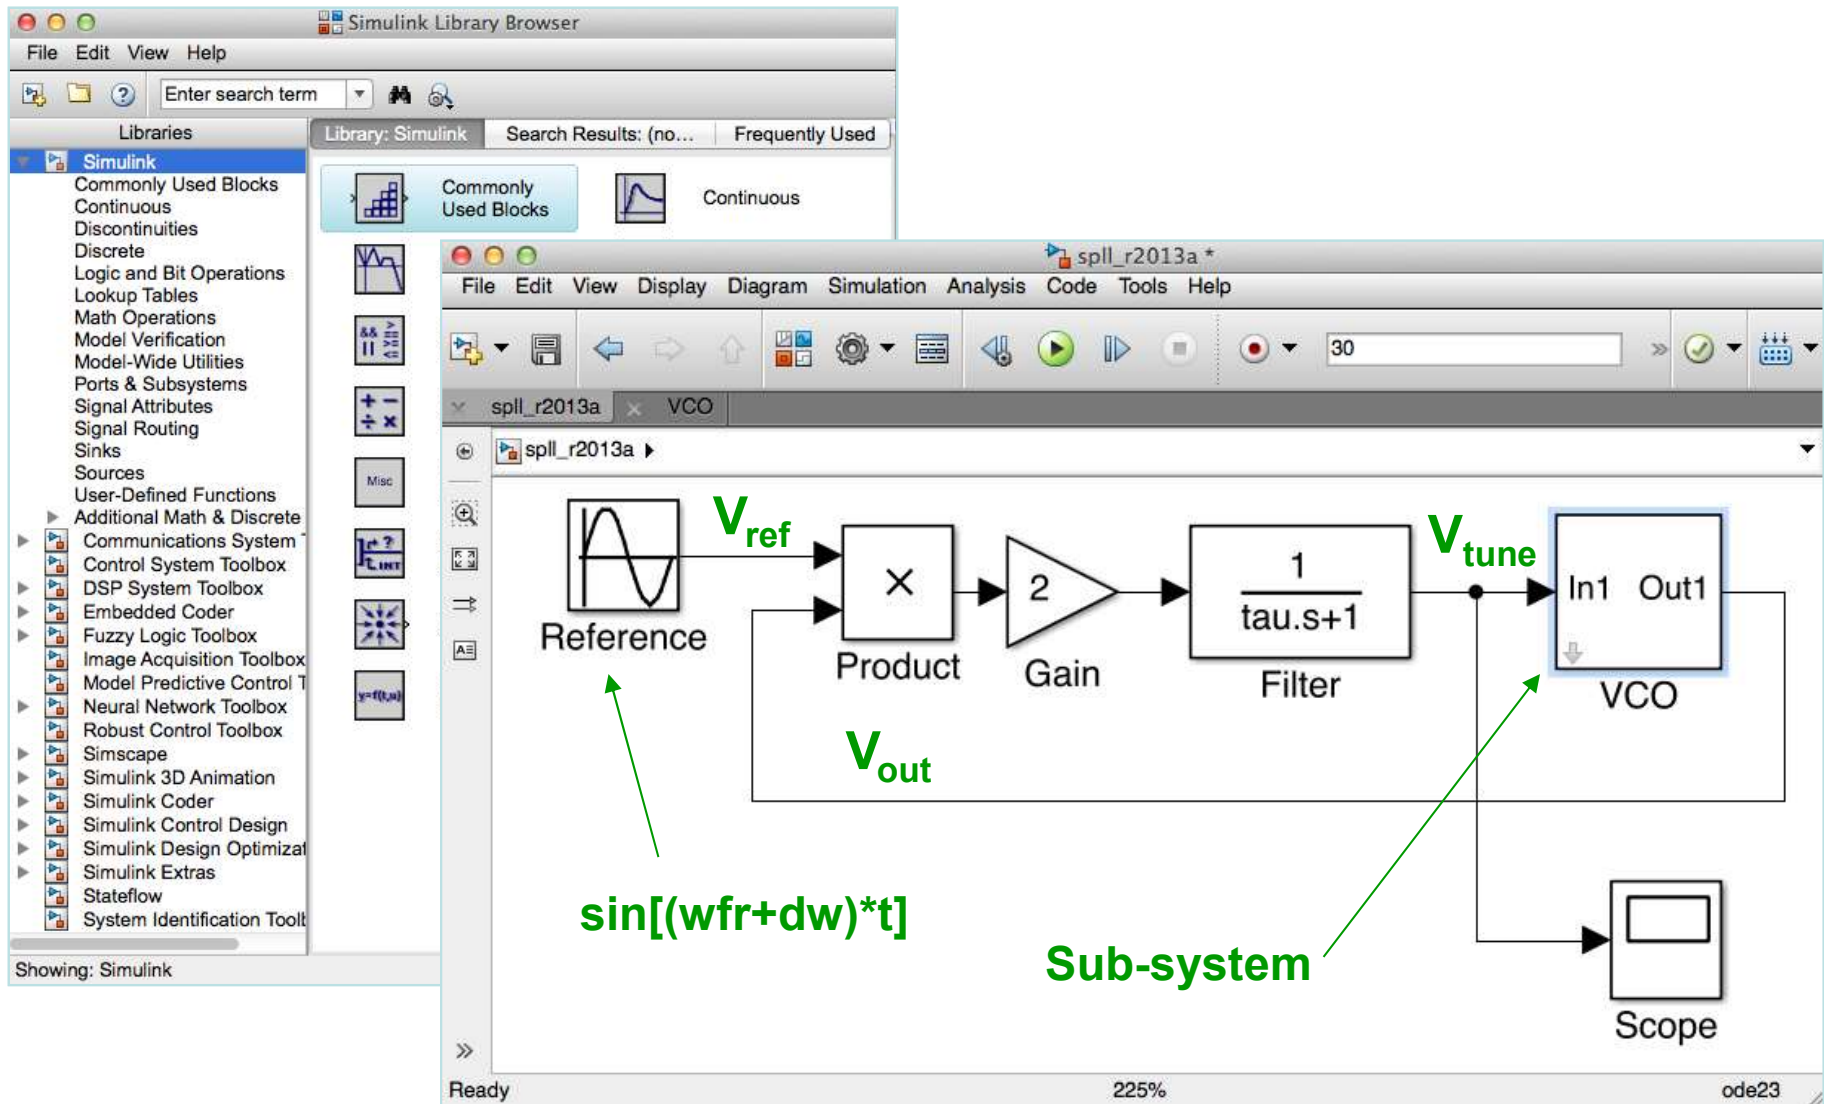 Simulink Library Browser
File Edit View Help
Enter search term
Libraries
Library: Simulink Search Results: (no... Frequently Used
Simulink
Commonly Used Blocks
Continuous
Discontinuities
Discrete
Logic and Bit Operations
Lookup Tables
Math Operations
Model Verification
Model-Wide Utilities
Ports & Subsystems
Signal Attributes
Signal Routing
Sinks
Sources
User-Defined Functions
Additional Math & Discrete
Communications System
Control System Toolbox
DSP System Toolbox
Embedded Coder
Fuzzy Logic Toolbox
Image Acquisition Toolbox
Model Predictive Control T
Neural Network Toolbox
Robust Control Toolbox
Simscape
Simulink 3D Animation
Simulink Coder
Simulink Control Design
Simulink Design Optimizat
Simulink Extras
Stateflow
System Identification Toolb
Showing: Simulink
Commonly
Used Blocks
Continuous
Misc
y=f(t,u)
spll_r2013a *
File Edit View Display Diagram Simulation Analysis Code Tools Help
30
spll_r2013a VCO
spll_r2013a
Vref
Vtune
Reference
×
Product
2
Gain
1
tau.s+1
Filter
In1 Out1
VCO
Vout
sin[(wfr+dw)*t]
Sub-system
Scope
Ready 225% ode23